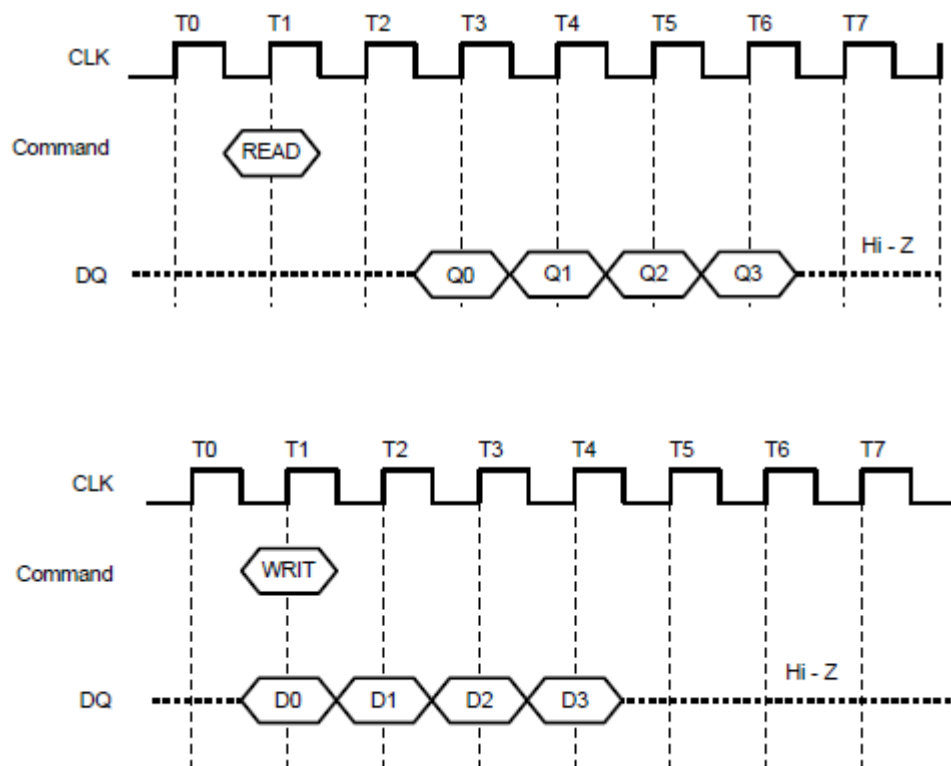 T0 T1 T2 T3 T4 T5 T6 T7
CLK
Command READ
Hi - Z
DQ Q0 Q1 Q2 Q3
T0 T1 T2 T3 T4 T5 T6 T7
CLK
Command WRIT
Hi - Z
DQ D0 D1 D2 D3